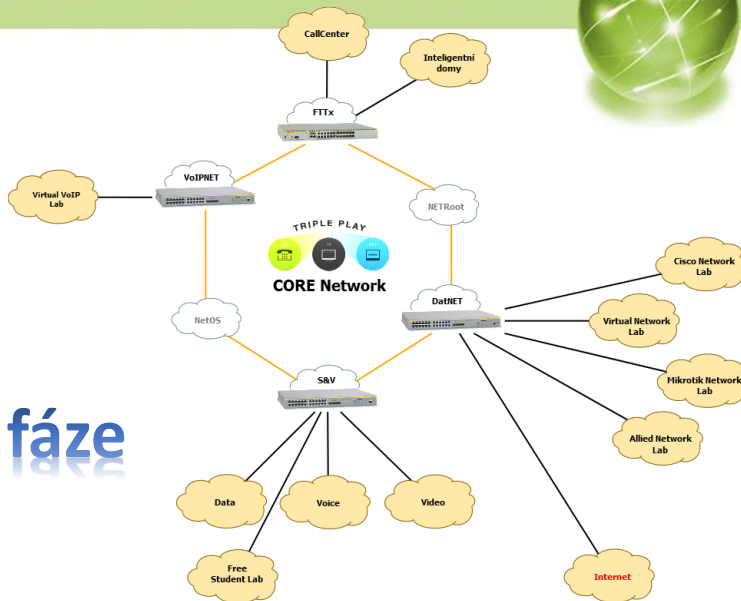 CallCenter
Inteligentní
domy
FTTx
VoIPNET
Virtual VoIP
Lab
NETRoot
TRIPLE PLAY
CORE Network
Cisco Network
Lab
DatNET
Virtual Network
Lab
NetOS
Mikrotik Network
Lab
S&V
fáze
Allied Network
Lab
Data
Voice
Video
Free
Student Lab
Internet